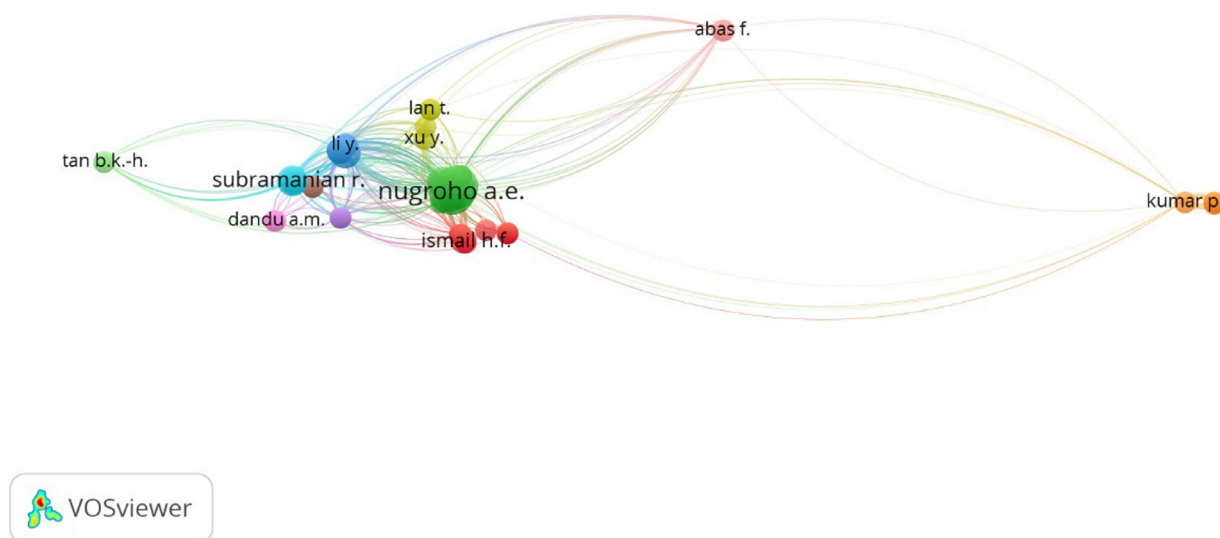 abas f.
lan t.
xu y.
li y.
tan b.k.-h.
subramanian r.
nugroho a.e.
kumar p
dandu a.m.
ismail h.f.
VOSviewer